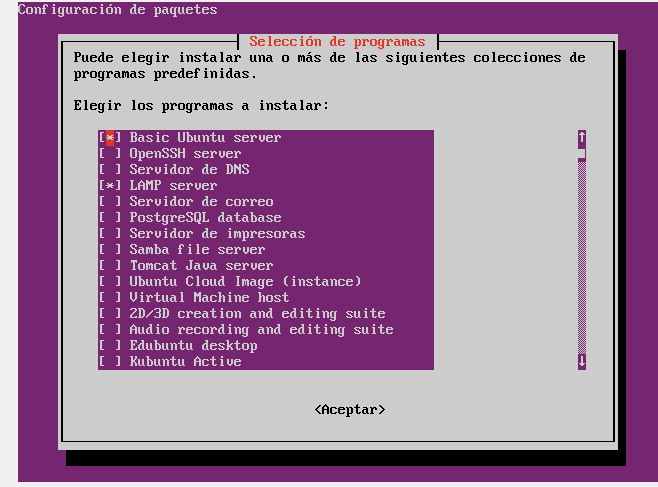 Configuración de paquetes
Selección de programas
Puede elegir instalar una o más de las siguientes colecciones de
programas predefinidas.
Elegir los programas a instalar:
[*] Basic Ubuntu server
[ ] OpenSSH server
[ ] Servidor de DNS
[*] LAMP server
[ ] Servidor de correo
[ ] PostgreSQL database
[ ] Servidor de impresoras
[ ] Samba file server
[ ] Tomcat Java server
[ ] Ubuntu Cloud Image (instance)
[ ] Virtual Machine host
[ ] 2D/3D creation and editing suite
[ ] Audio recording and editing suite
[ ] Edubuntu desktop
[ ] Kubuntu Active
<Aceptar>